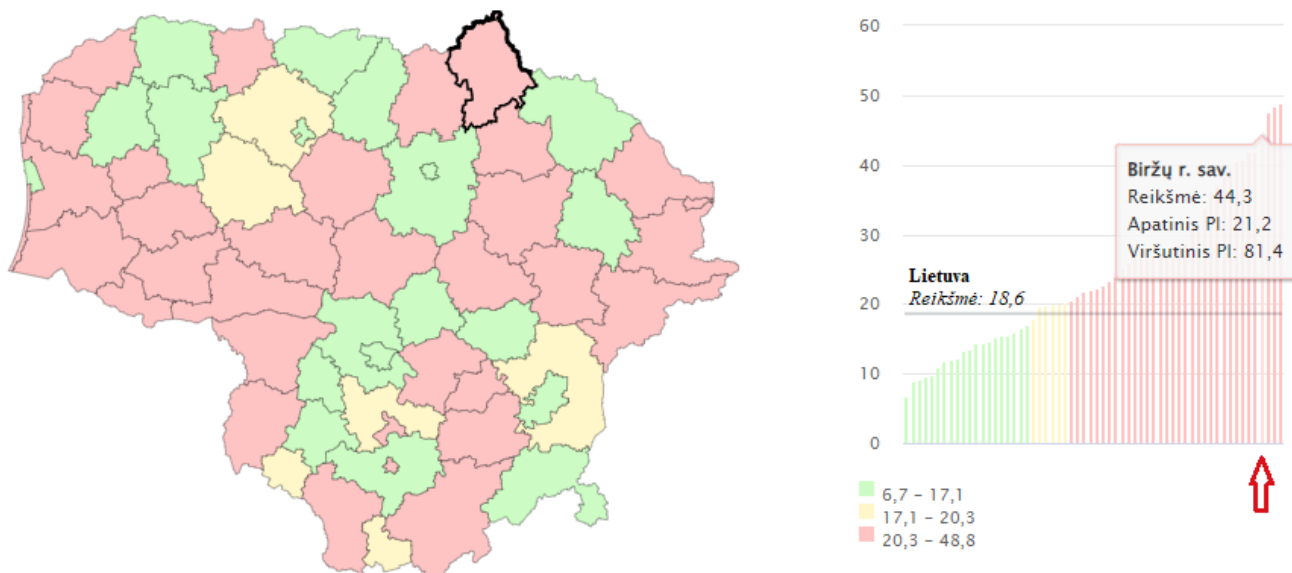 60
50
40
30
20
10
0
Biržų r. sav.
Reikšmė: 44,3
Apatinis PI: 21,2
Viršutinis PI: 81,4
Lietuva
Reikšmė: 18,6
6,7 – 17,1
17,1 – 20,3
20,3 – 48,8